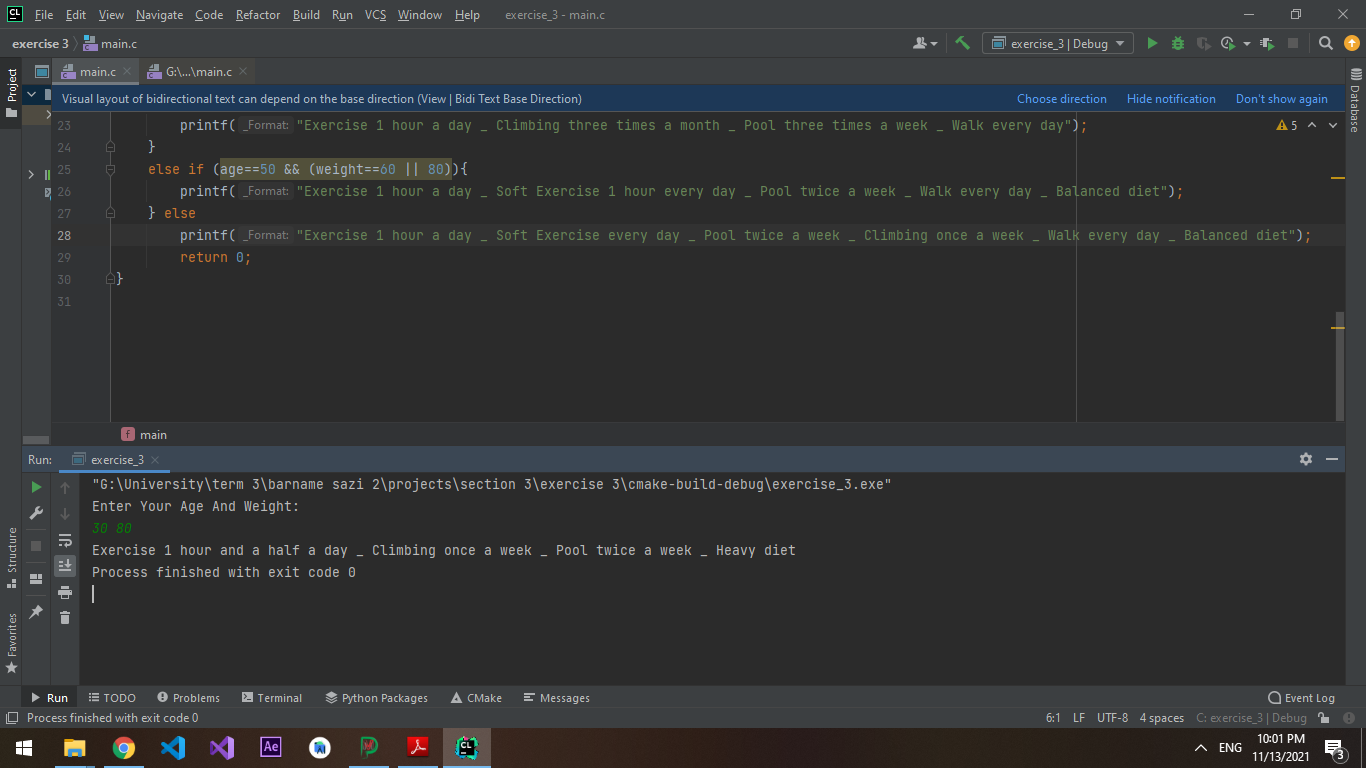 CL File Edit View Navigate Code Refactor Build Run VCS Window Help exercise_3 - main.c
exercise 3 main.c exercise_3 | Debug
Project main.c G:\...\main.c
Visual layout of bidirectional text can depend on the base direction (View | Bidi Text Base Direction) Choose direction Hide notification Don't show again
Database
23 printf( _Format: "Exercise 1 hour a day _ Climbing three times a month _ Pool three times a week _ Walk every day"); 5
24 }
25 else if (age==50 && (weight==60 || 80)){
26 printf( _Format: "Exercise 1 hour a day _ Soft Exercise 1 hour every day _ Pool twice a week _ Walk every day _ Balanced diet");
27 } else
28 printf( _Format: "Exercise 1 hour a day _ Soft Exercise every day _ Pool twice a week _ Climbing once a week _ Walk every day _ Balanced diet");
29 return 0;
30 }
31
f main
Run: exercise_3
"G:\University\term 3\barname sazi 2\projects\section 3\exercise 3\cmake-build-debug\exercise_3.exe"
Enter Your Age And Weight:
30 80
Exercise 1 hour and a half a day _ Climbing once a week _ Pool twice a week _ Heavy diet
Process finished with exit code 0
Structure
Favorites
Run TODO Problems Terminal Python Packages CMake Messages Event Log
Process finished with exit code 0 6:1 LF UTF-8 4 spaces C: exercise_3 | Debug
Ae CL ENG 10:01 PM
11/13/2021 3